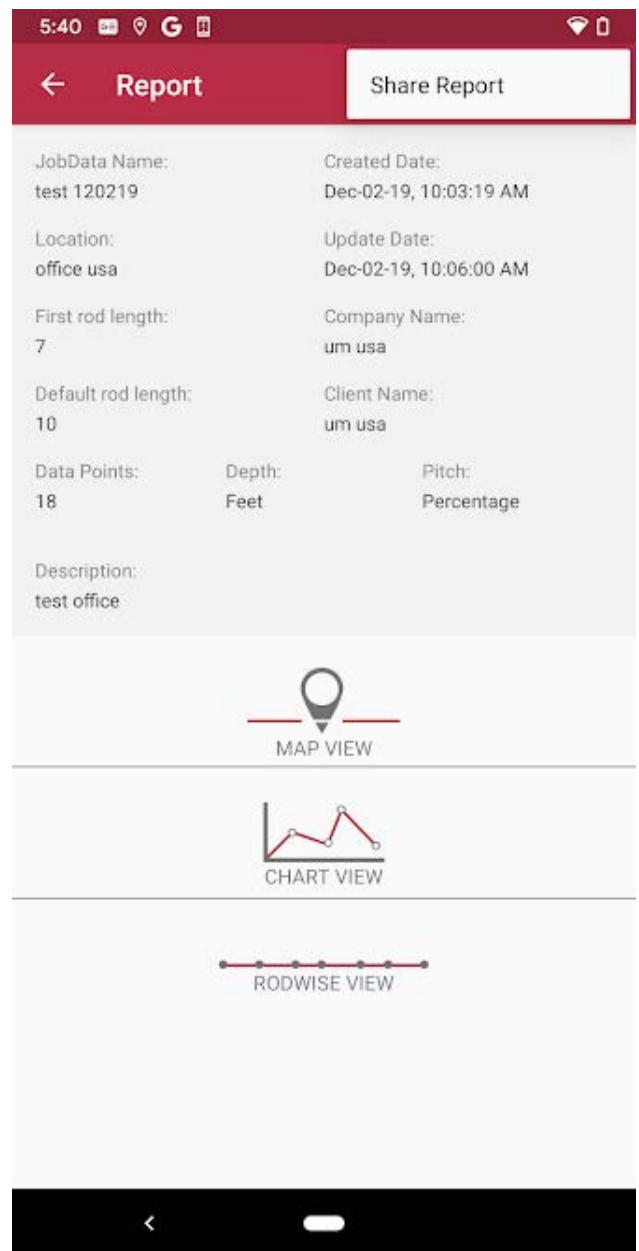 5:40 G
Report
Share Report
JobData Name: Created Date:
test 120219 Dec-02-19, 10:03:19 AM
Location: Update Date:
office usa Dec-02-19, 10:06:00 AM
First rod length: Company Name:
7 um usa
Default rod length: Client Name:
10 um usa
Data Points: Depth: Pitch:
18 Feet Percentage
Description:
test office
MAP VIEW
CHART VIEW
RODWISE VIEW